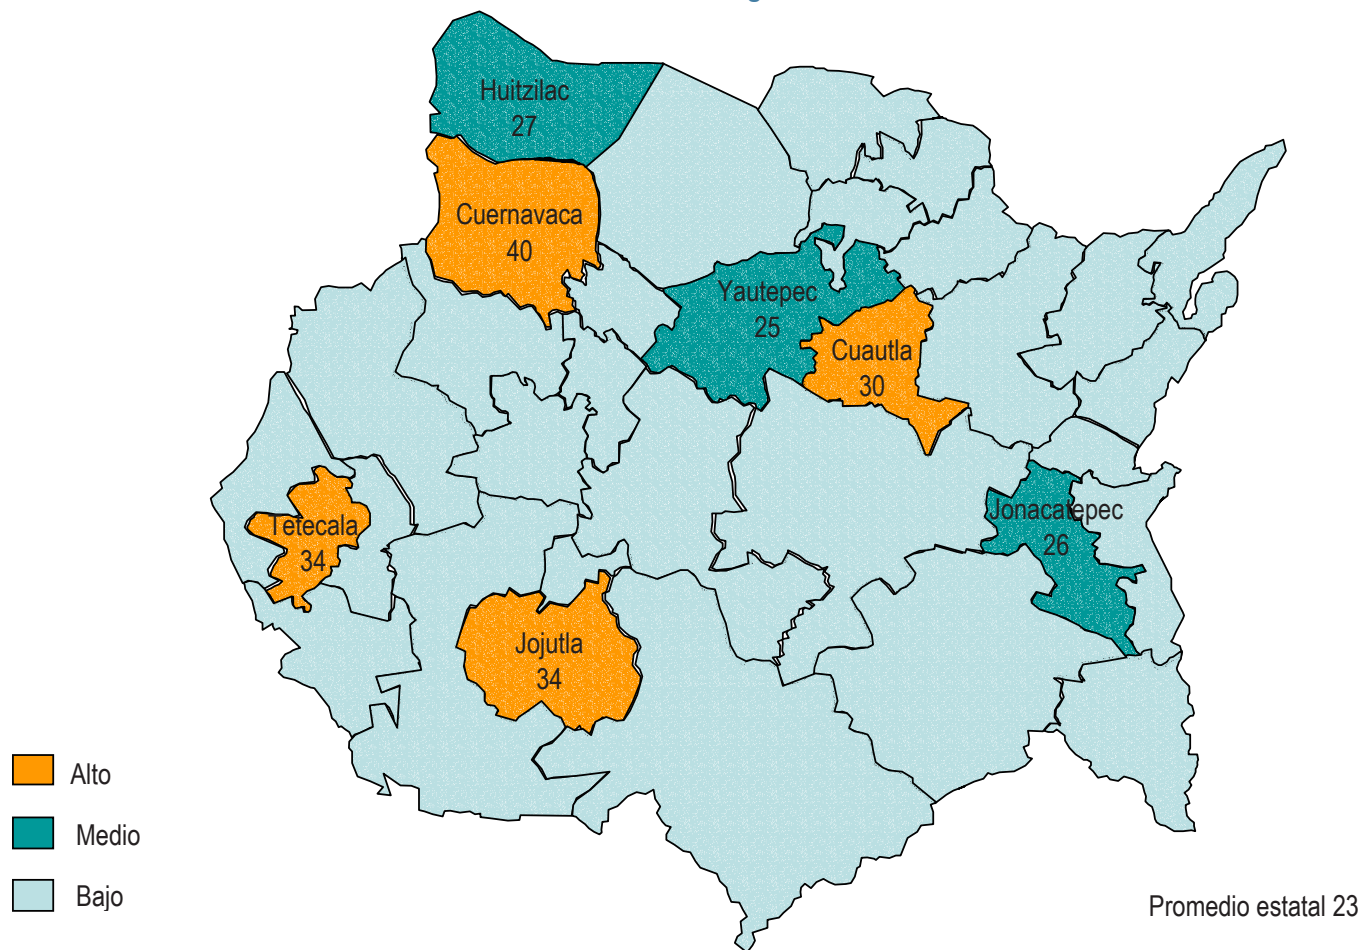 Huitzilac
27
Cuernavaca
40
Yautepec
25
Cuautla
30
Tetecala
34
Jonacatepec
26
Jojutla
34
Alto
Medio
Bajo
Promedio estatal 23